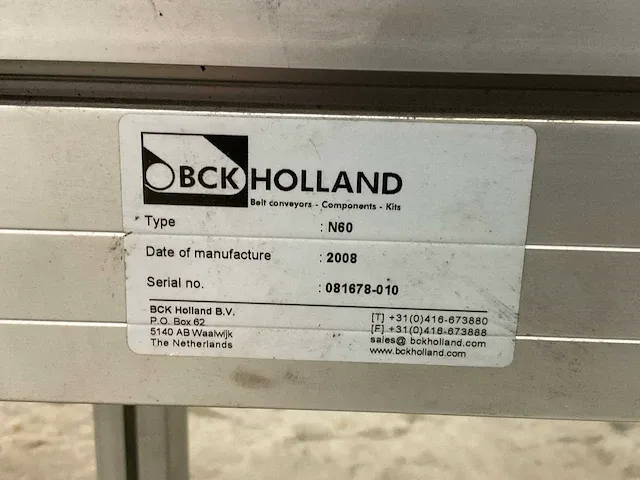 BCK HOLLAND
Belt conveyors - Components - Kits
Type : N60
Date of manufacture : 2008
Serial no. : 081678-010
BCK Holland B.V. [T] +31(0)416-673880
P.O. Box 62 [F] +31(0)416-673888
5140 AB Waalwijk sales@ bckholland.com
The Netherlands www.bckholland.com